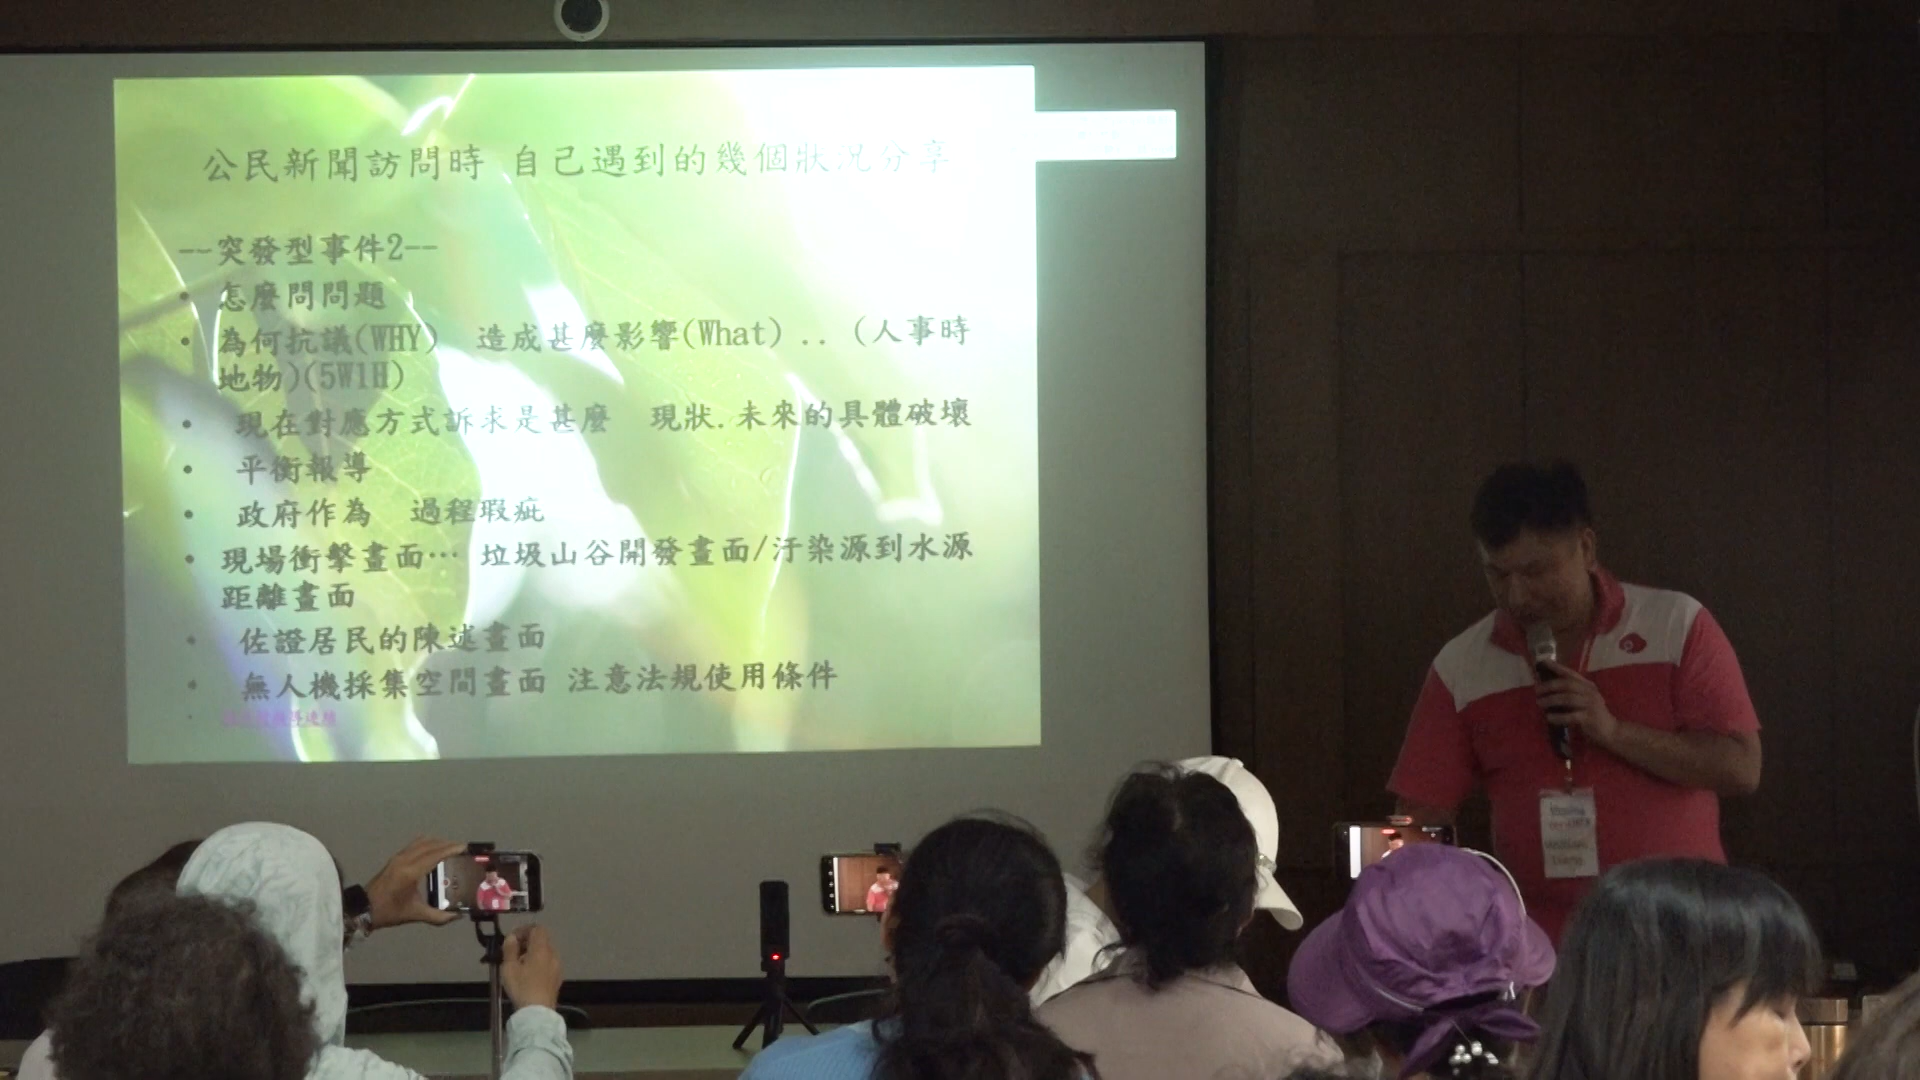 公民新聞訪問時 自己遇到的幾個狀況分享
--突發型事件2--
• 怎麼問問題
• 為何抗議(WHY) 造成甚麼影響(What).. (人事時
地物)(5W1H)
• 現在對應方式訴求是甚麼 現狀.未來的具體破壞
• 平衡報導
• 政府作為 過程瑕疵
• 現場衝擊畫面… 垃圾山谷開發畫面/汙染源到水源
距離畫面
• 佐證居民的陳述畫面
• 無人機採集空間畫面 注意法規使用條件